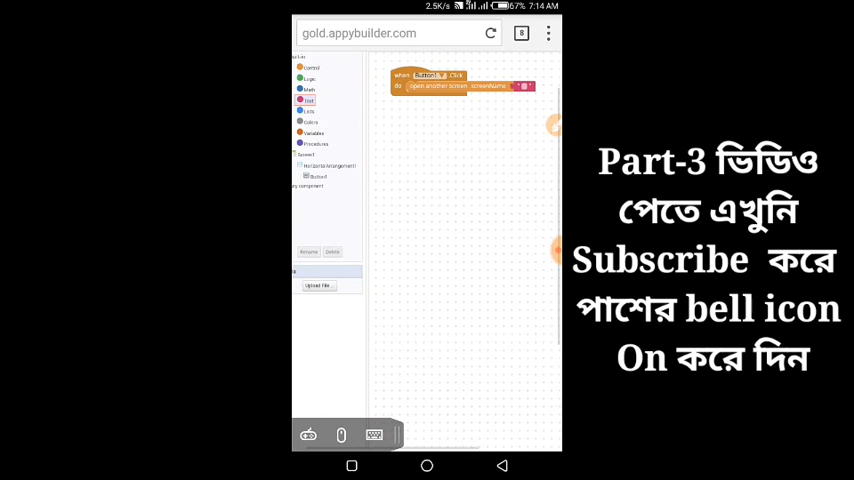 2.5K/s 67% 7:14 AM
gold.appybuilder.com
8
Control
Logic
Math
Text
Lists
Colors
Variables
Procedures
Screen1
HorizontalArrangement1
Button1
Any component
Rename Delete
Upload File...
when Button1 .Click
do open another screen screenName " "
Part-3 ভিডিও
পেতে এখুনি
Subscribe করে
পাশের bell icon
On করে দিন